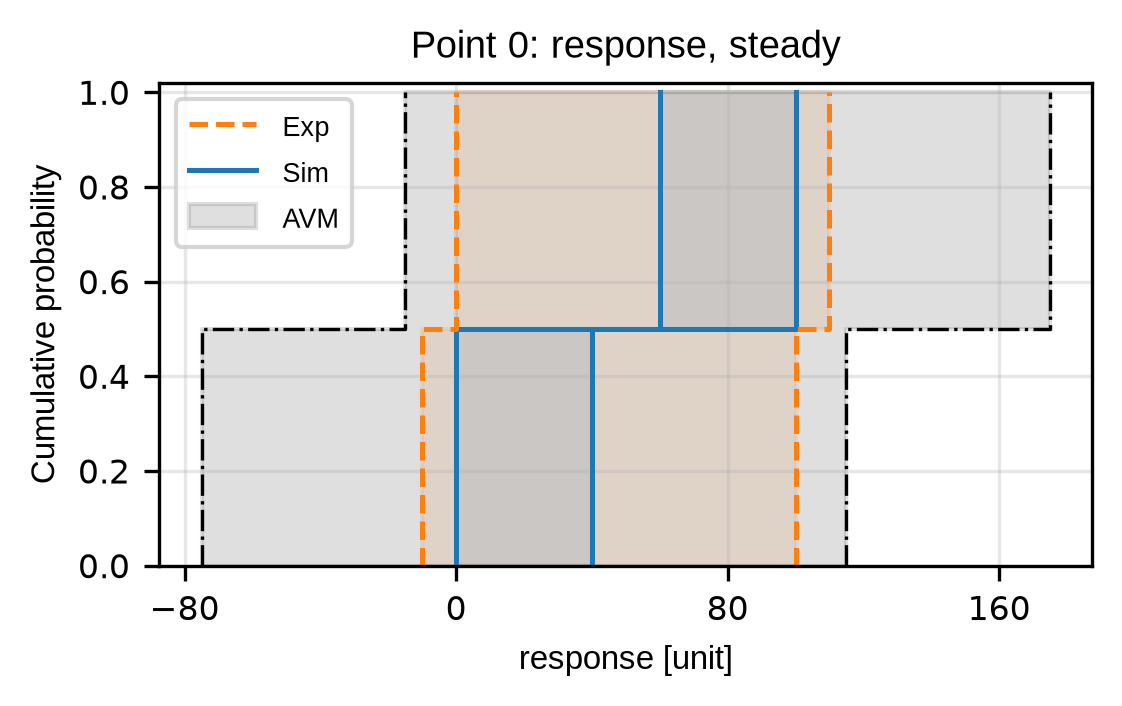 Point 0: response, steady
Cumulative probability
1.0
0.8
0.6
0.4
0.2
0.0
Exp
Sim
AVM
−80
0
80
160
response [unit]